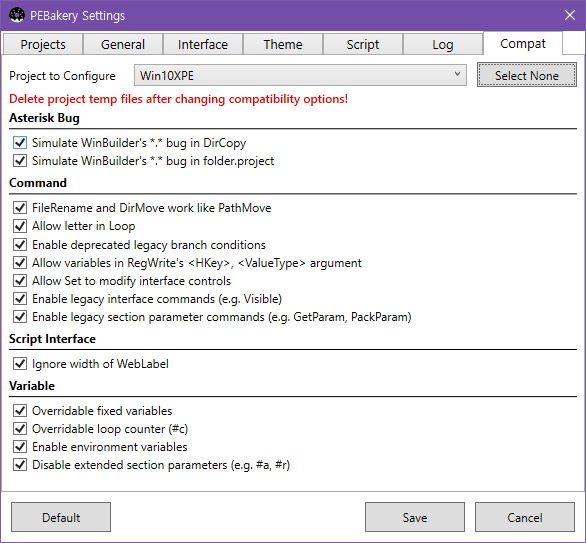 PEBakery Settings
Projects General Interface Theme Script Log Compat
Project to Configure Win10XPE Select None
Delete project temp files after changing compatibility options!
Asterisk Bug
Simulate WinBuilder's *.* bug in DirCopy
Simulate WinBuilder's *.* bug in folder.project
Command
FileRename and DirMove work like PathMove
Allow letter in Loop
Enable deprecated legacy branch conditions
Allow variables in RegWrite's <HKey>, <ValueType> argument
Allow Set to modify interface controls
Enable legacy interface commands (e.g. Visible)
Enable legacy section parameter commands (e.g. GetParam, PackParam)
Script Interface
Ignore width of WebLabel
Variable
Overridable fixed variables
Overridable loop counter (#c)
Enable environment variables
Disable extended section parameters (e.g. #a, #r)
Default Save Cancel